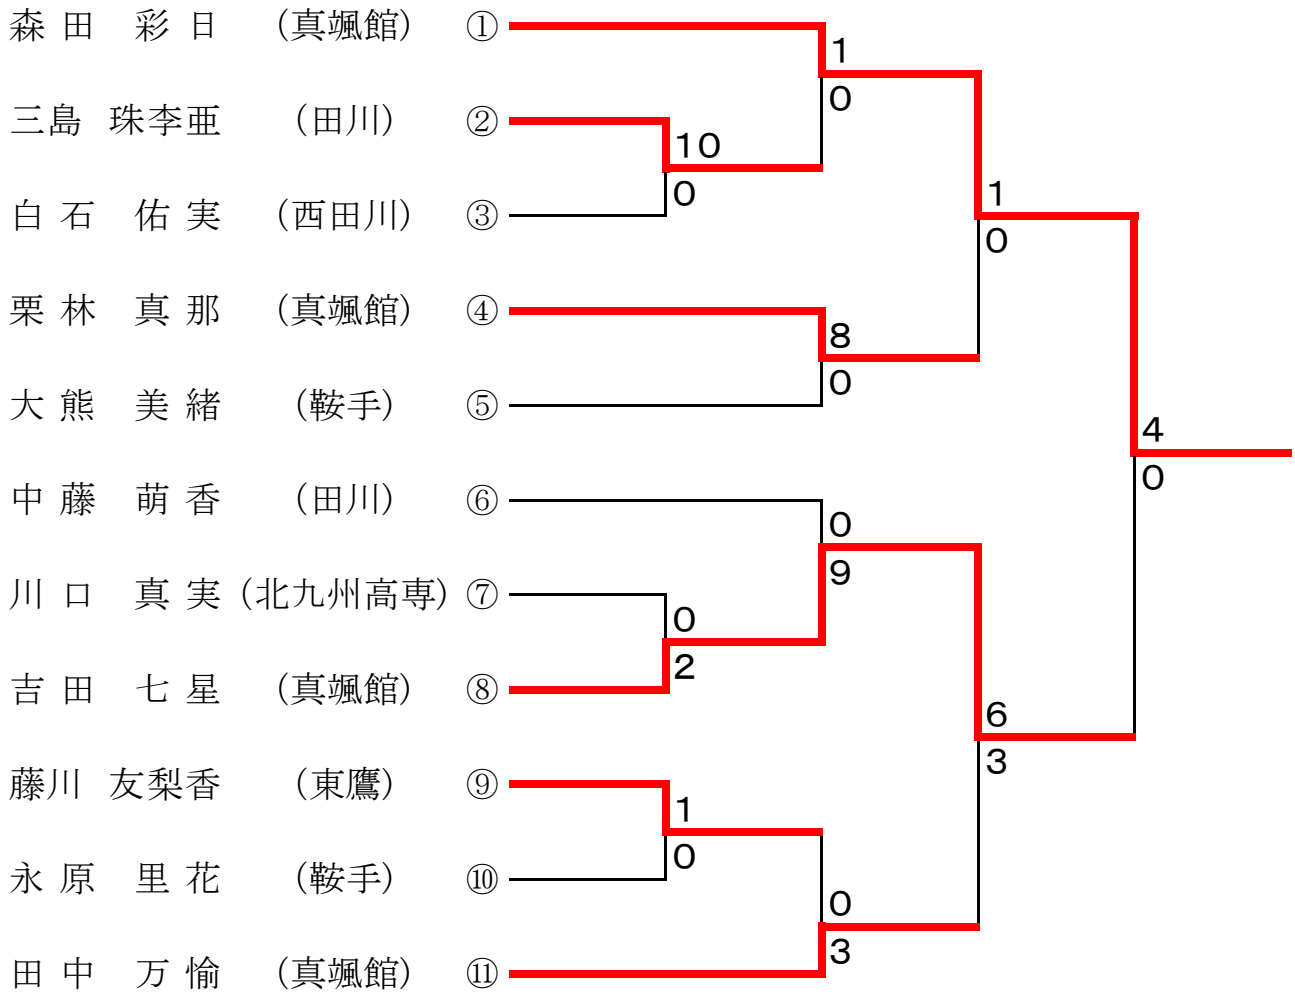 森田 彩日 (真颯館) ①
1
0
三島 珠李亜 (田川) ②
10
0
白石 佑実 (西田川) ③
1
0
栗林 真那 (真颯館) ④
8
0
大熊 美緒 (鞍手) ⑤
4
0
中藤 萌香 (田川) ⑥
0
9
川口 真実 (北九州高専) ⑦
0
2
吉田 七星 (真颯館) ⑧
6
3
藤川 友梨香 (東鷹) ⑨
1
0
永原 里花 (鞍手) ⑩
0
3
田中 万愉 (真颯館) ⑪